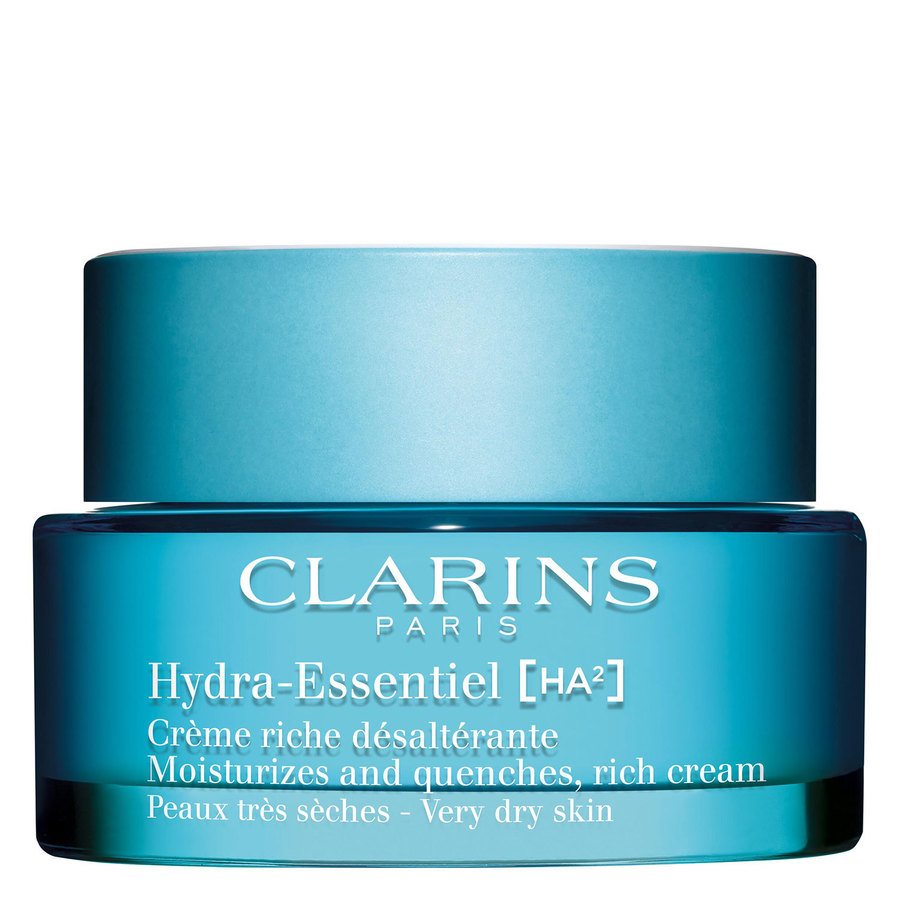 CLARINS
PARIS
Hydra-Essentiel [HA²]
Crème riche désaltérante
Moisturizes and quenches, rich cream
Peaux très sèches - Very dry skin